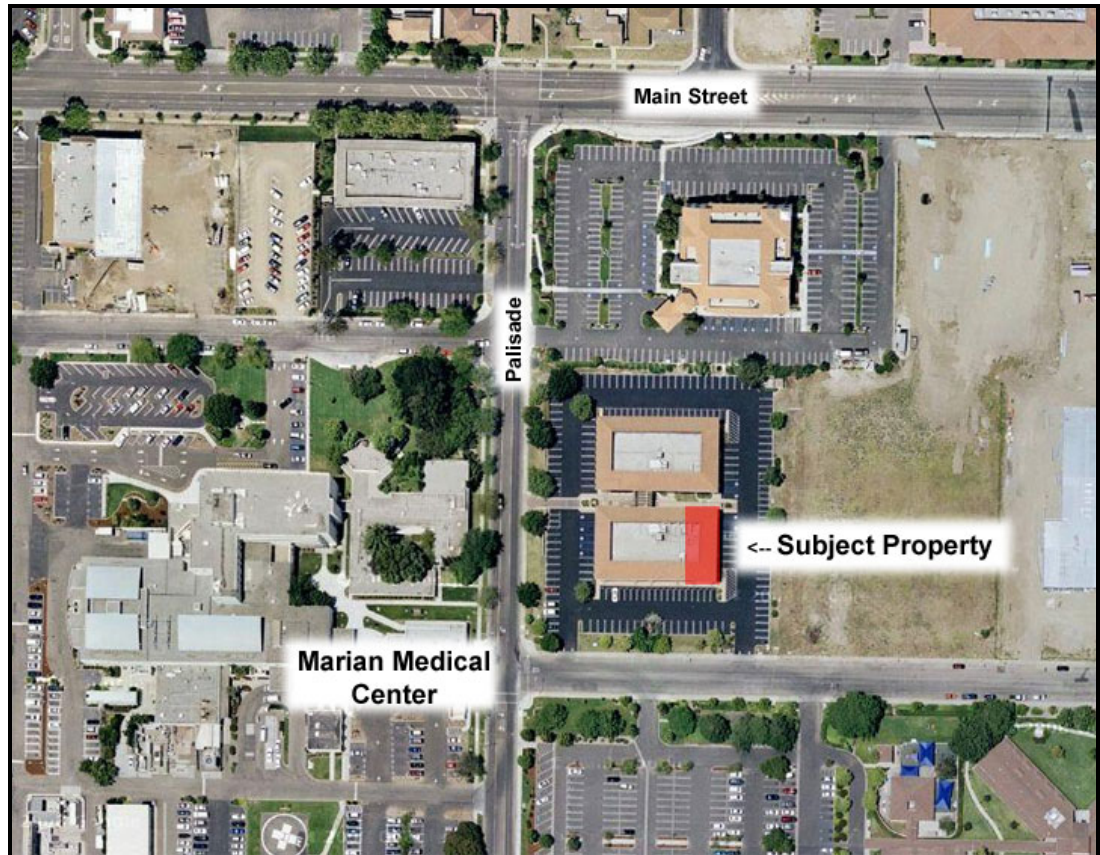 Main Street
Palisade
<-- Subject Property
Marian Medical
Center